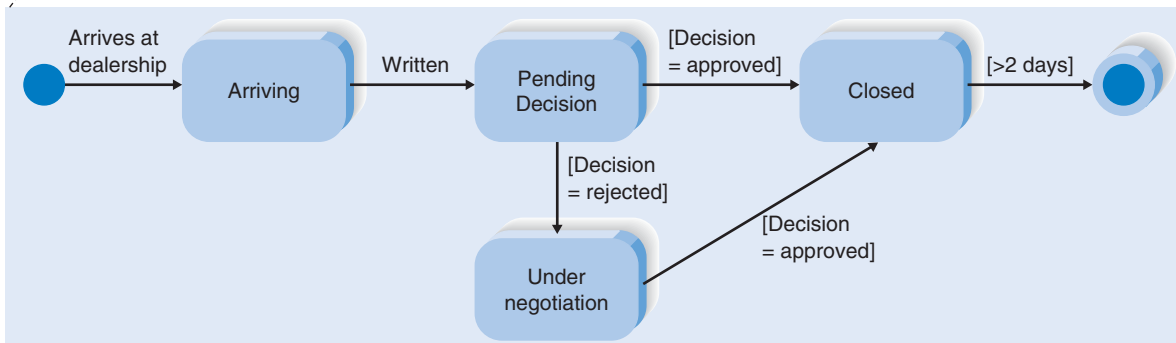 Arrives at
dealership
Arriving
Written
Pending
Decision
[Decision
= approved]
Closed
[>2 days]
[Decision
= rejected]
Under
negotiation
[Decision
= approved]